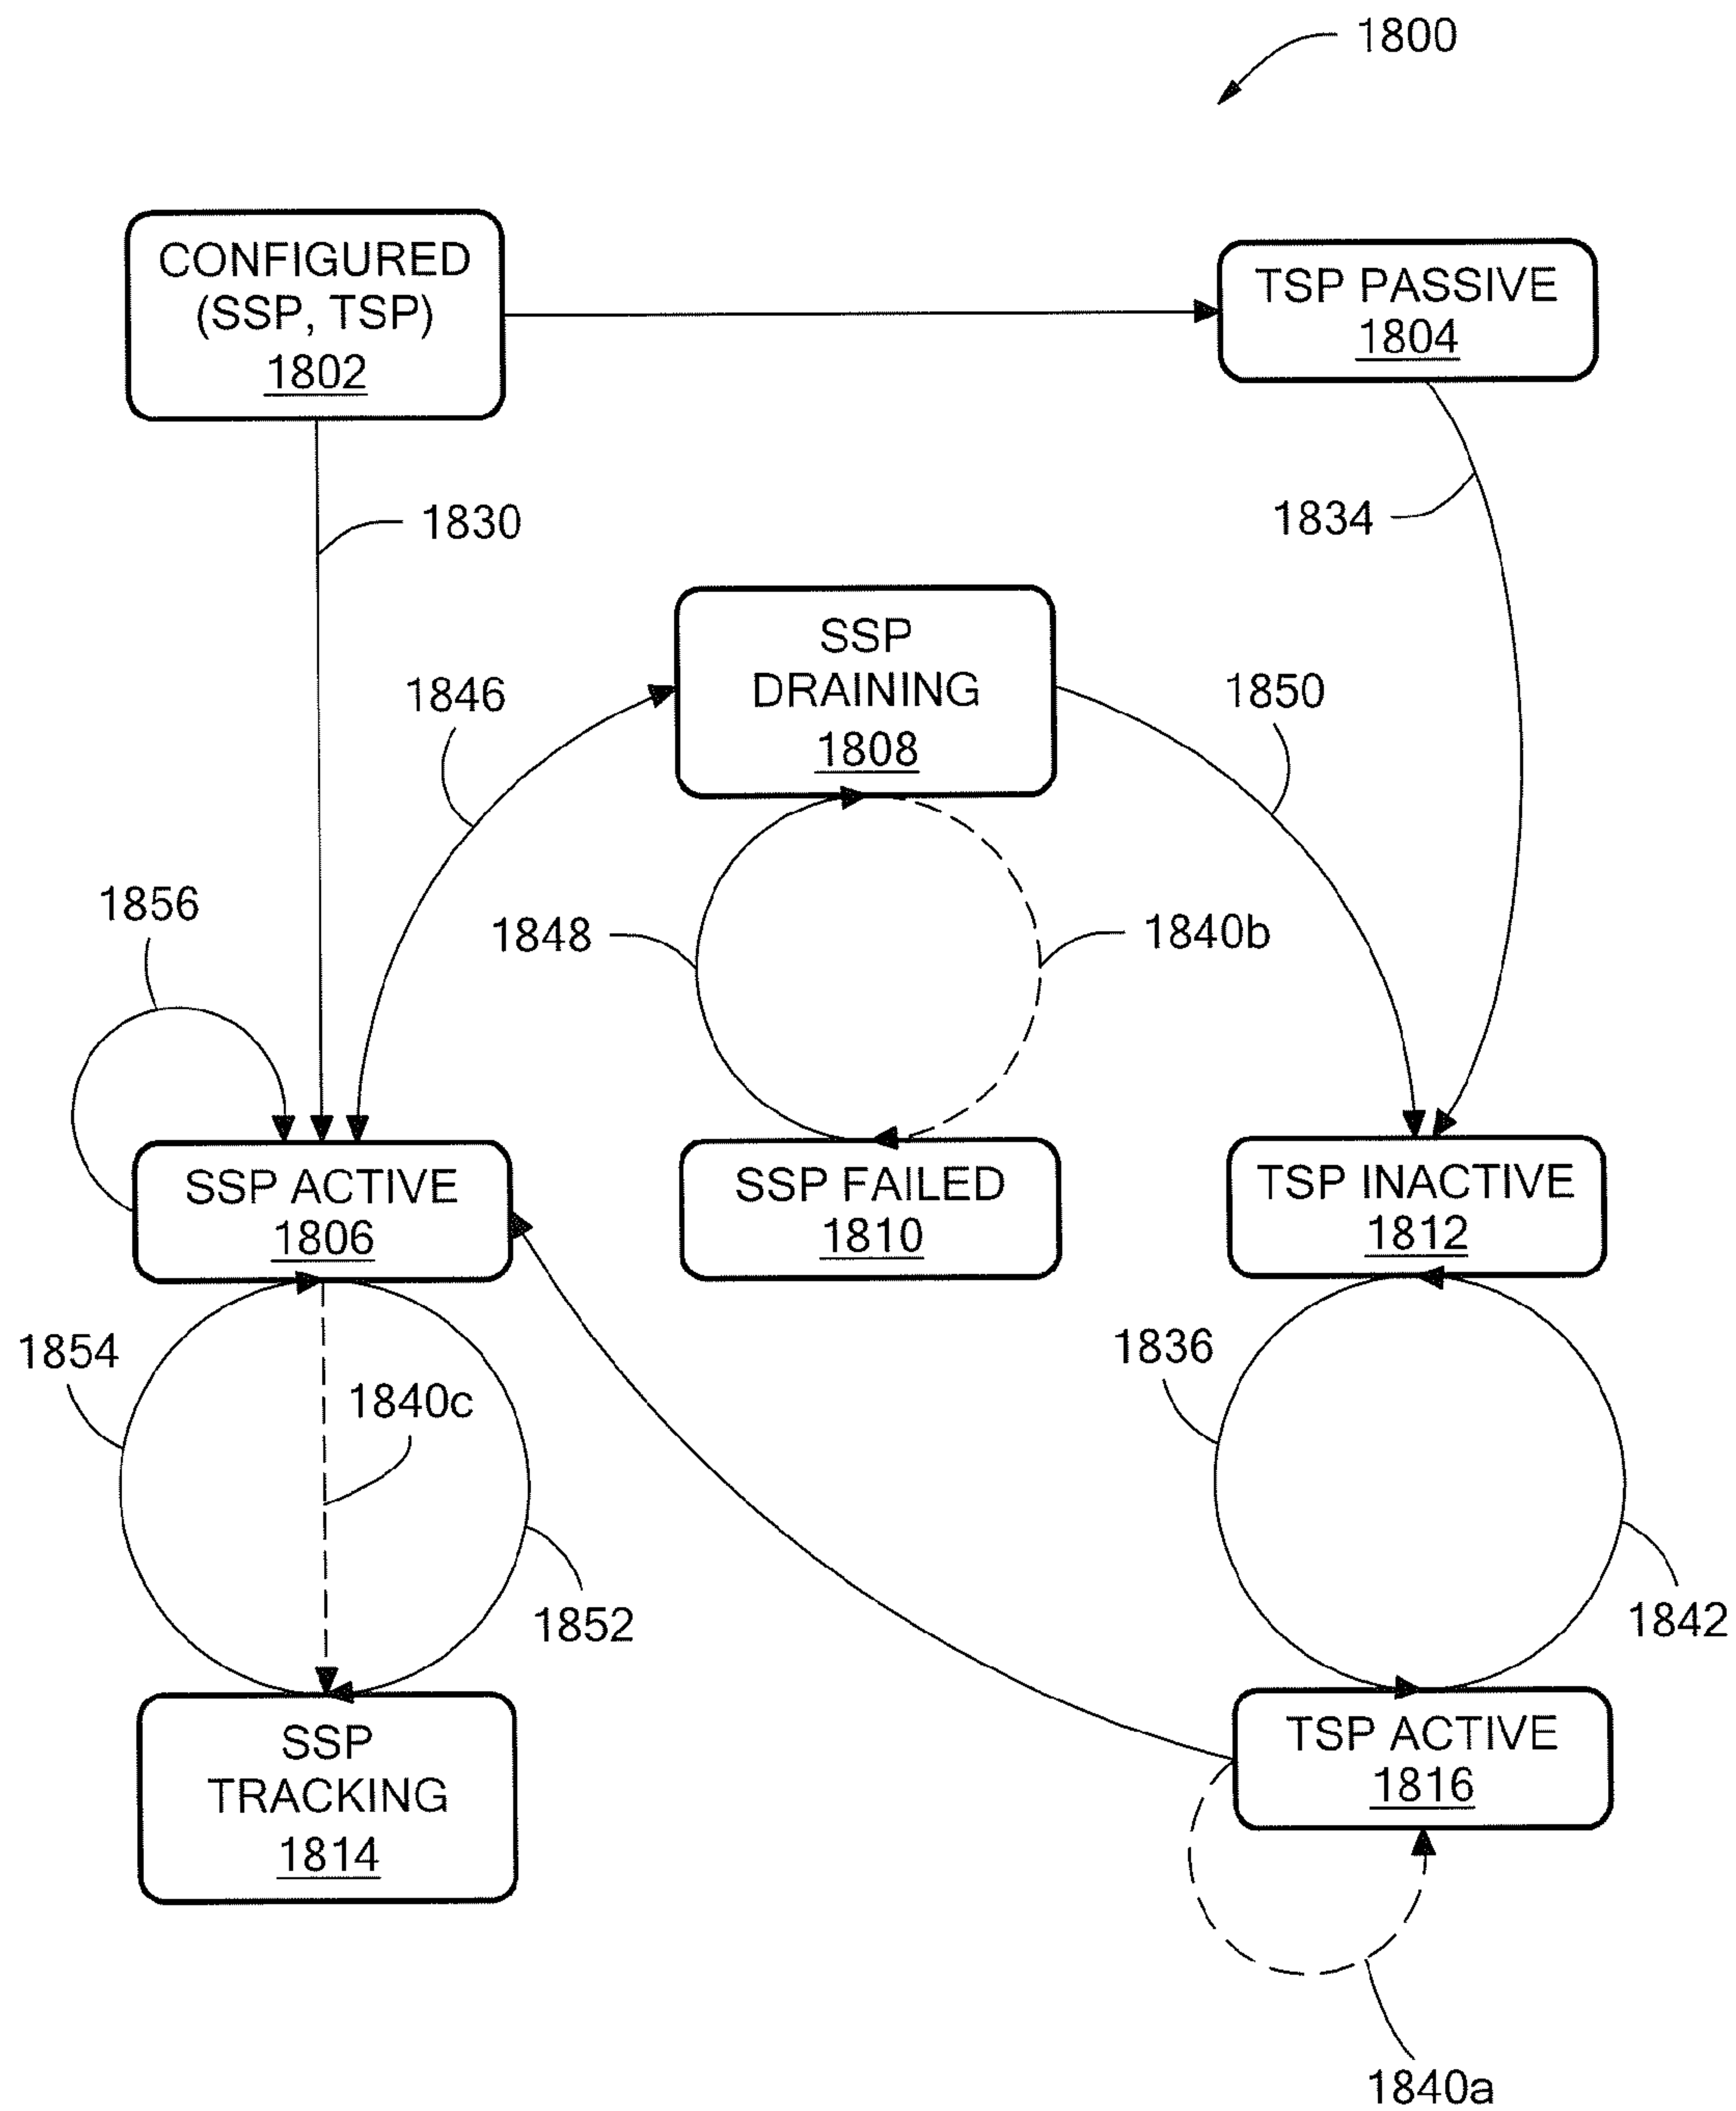 1800
CONFIGURED
(SSP, TSP)
1802
TSP PASSIVE
1804
1830
1834
SSP
DRAINING
1808
1846
1850
1856
1848
1840b
SSP ACTIVE
1806
SSP FAILED
1810
TSP INACTIVE
1812
1854
1840c
1836
1852
1842
SSP
TRACKING
1814
TSP ACTIVE
1816
1840a